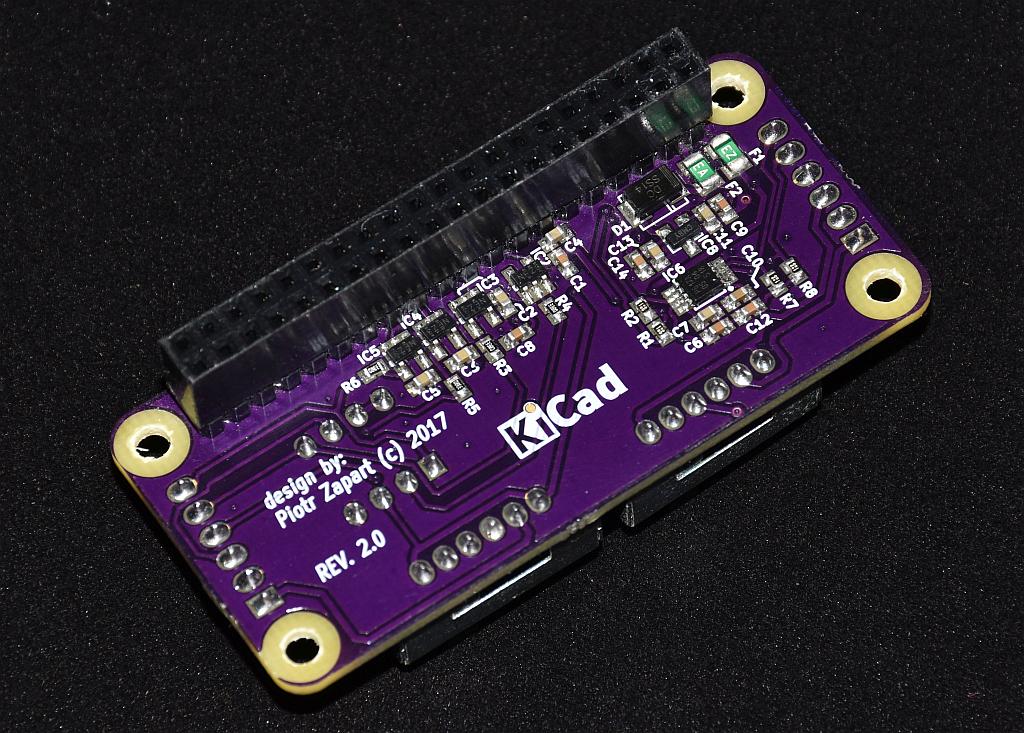 F1
EZ
EA
F2
D1
C9
C11
IC8
C13
C14
C10
IC6
R8
R7
C12
C7
C6
R2
R1
C4
C1
IC3
C2
R4
IC4
C8
R3
IC5
C3
R6
C5
R5
KiCad
design by:
Piotr Zapart (c) 2017
REV. 2.0